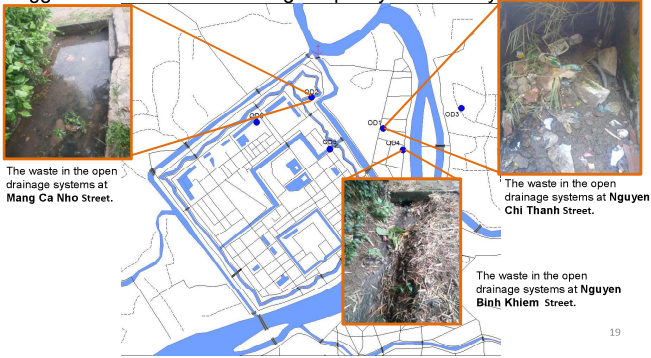 OD2
OD1
OD3
OD4
The waste in the open
drainage systems at
Mang Ca Nho Street.
The waste in the open
drainage systems at Nguyen
Chi Thanh Street.
The waste in the open
drainage systems at Nguyen
Binh Khiem Street.
19